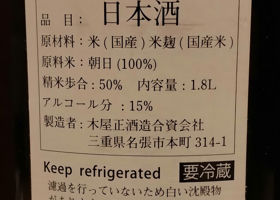 品 目: 日本酒
原材料:米(国産)米麹(国産米)
原料米:朝日(100%)
精米歩合:50% 内容量:1.8L
アルコール分 :15%
製造者:木屋正酒造合資会社
三重県名張市本町 314-1
Keep refrigerated 要冷蔵
濾過を行っていないため白い沈殿物